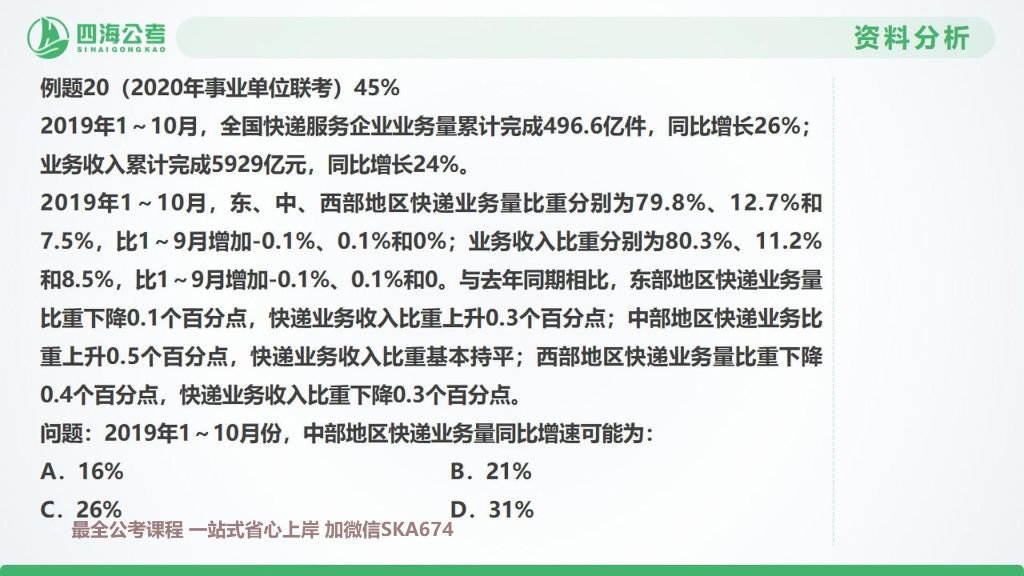 四海公考
SIHAIGONGKAO
资料分析
例题20（2020年事业单位联考）45%
2019年1～10月，全国快递服务企业业务量累计完成496.6亿件，同比增长26%；
业务收入累计完成5929亿元，同比增长24%。
2019年1～10月，东、中、西部地区快递业务量比重分别为79.8%、12.7%和
7.5%，比1～9月增加-0.1%、0.1%和0%；业务收入比重分别为80.3%、11.2%
和8.5%，比1～9月增加-0.1%、0.1%和0。与去年同期相比，东部地区快递业务量
比重下降0.1个百分点，快递业务收入比重上升0.3个百分点；中部地区快递业务比
重上升0.5个百分点，快递业务收入比重基本持平；西部地区快递业务量比重下降
0.4个百分点，快递业务收入比重下降0.3个百分点。
问题：2019年1～10月份，中部地区快递业务量同比增速可能为：
A．16% B．21%
C．26% D．31%
最全公考课程 一站式省心上岸 加微信SKA674